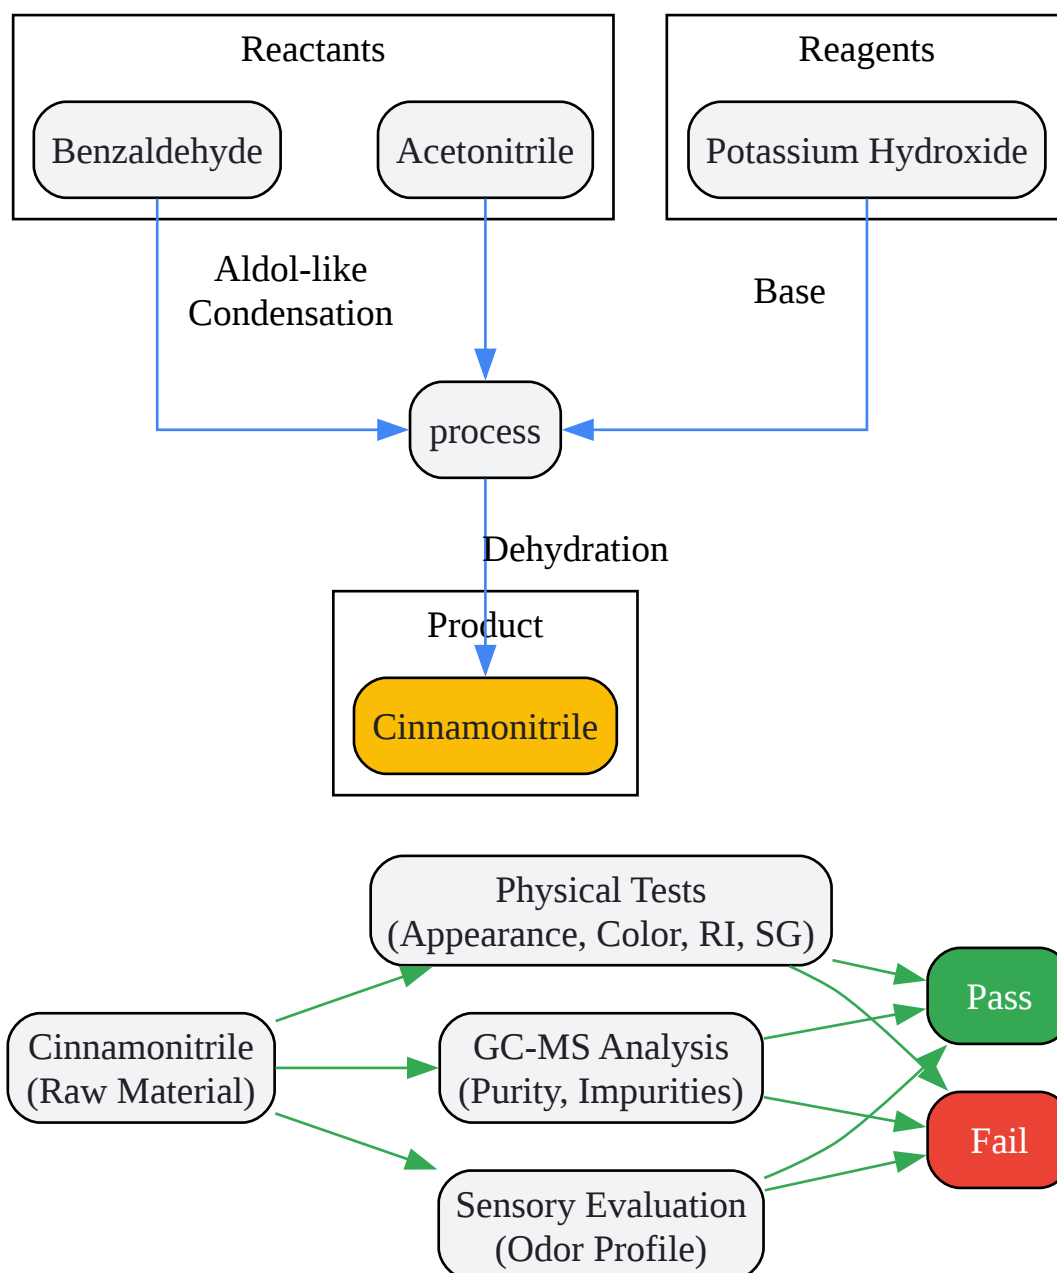 Reactants
Reagents
Benzaldehyde
Acetonitrile
Potassium Hydroxide
Aldol-like
Condensation
Base
process
Dehydration
Product
Cinnamonitrile
Physical Tests
(Appearance, Color, RI, SG)
Pass
Cinnamonitrile
(Raw Material)
GC-MS Analysis
(Purity, Impurities)
Fail
Sensory Evaluation
(Odor Profile)